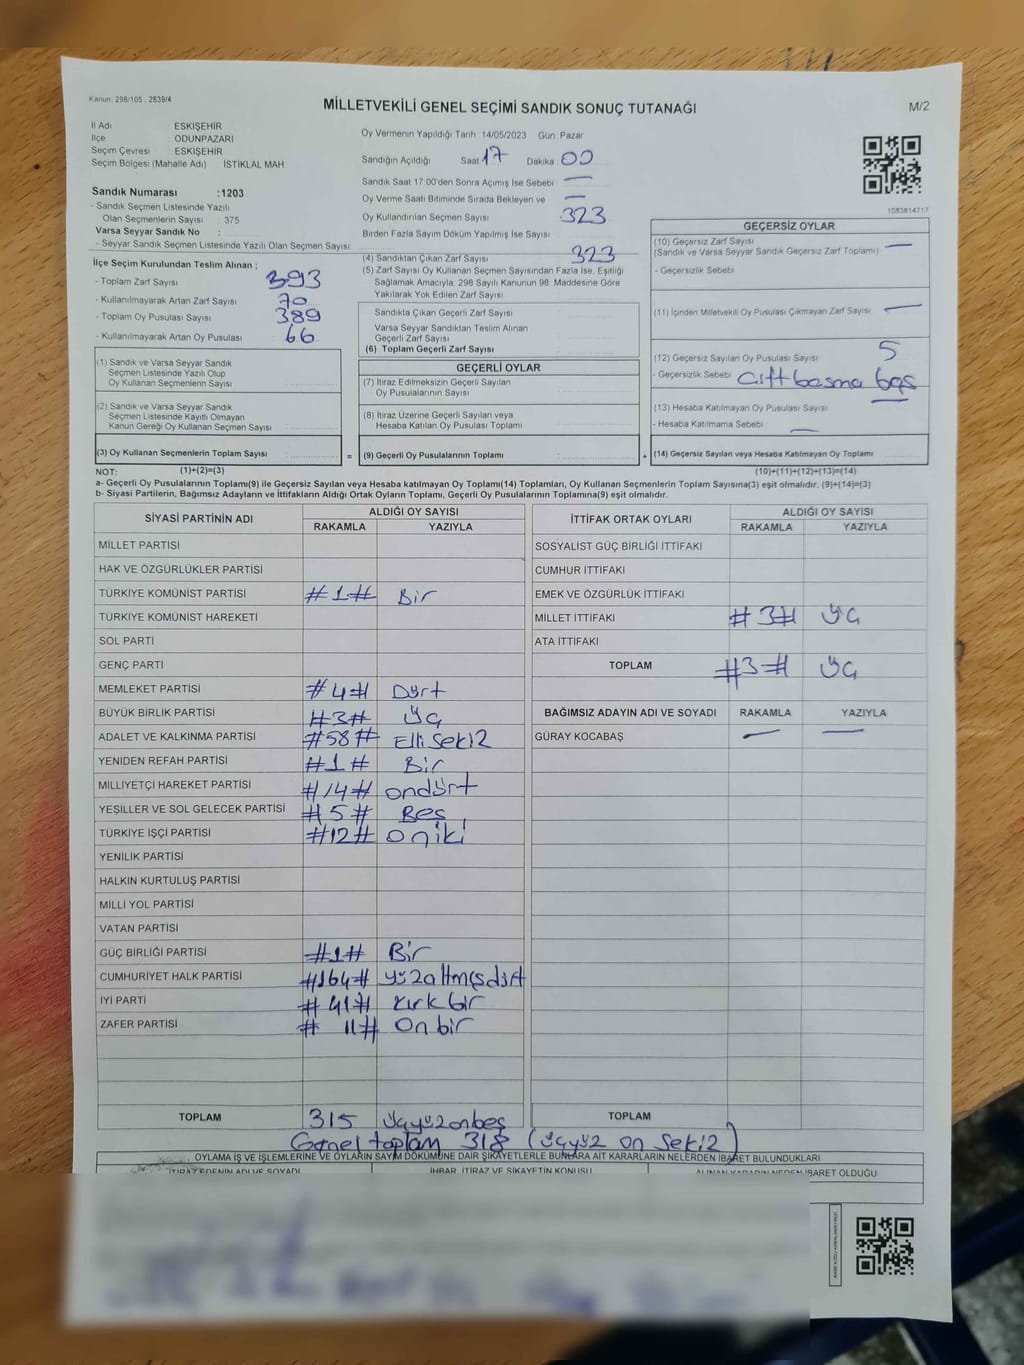 Kanun: 298/105 , 2839/4
MİLLETVEKİLİ GENEL SEÇİMİ SANDIK SONUÇ TUTANAĞI
M/2
İl Adı : ESKİŞEHİR
İlçe : ODUNPAZARI
Seçim Çevresi : ESKİŞEHİR
Seçim Bölgesi (Mahalle Adı) : İSTİKLAL MAH.
Sandık Numarası :1203
- Sandık Seçmen Listesinde Yazılı
Olan Seçmenlerin Sayısı : 375
Varsa Seyyar Sandık No :
- Seyyar Sandık Seçmen Listesinde Yazılı Olan Seçmen Sayısı:
İlçe Seçim Kurulundan Teslim Alınan ;
- Toplam Zarf Sayısı 393
- Kullanılmayarak Artan Zarf Sayısı 70
- Toplam Oy Pusulası Sayısı 389
- Kullanılmayarak Artan Oy Pusulası 66
Oy Vermenin Yapıldığı Tarih :14/05/2023 Gün: Pazar
Sandığın Açıldığı Saat 17 Dakika 00
Sandık Saat 17:00'den Sonra Açımış İse Sebebi —
Oy Verme Saati Bitiminde Sırada Bekleyen ve —
Oy Kullandırılan Seçmen Sayısı 323
Birden Fazla Sayım Döküm Yapılmış İse Sayısı
(4) Sandıktan Çıkan Zarf Sayısı 323
(5) Zarf Sayısı Oy Kullanan Seçmen Sayısından Fazla İse, Eşitliği
Sağlamak Amacıyla, 298 Sayılı Kanunun 98. Maddesine Göre
Yakılarak Yok Edilen Zarf Sayısı
Sandıkta Çıkan Geçerli Zarf Sayısı
Varsa Seyyar Sandıktan Teslim Alınan
Geçerli Zarf Sayısı
(6) Toplam Geçerli Zarf Sayısı
1083814717
GEÇERSİZ OYLAR
(10) Geçersiz Zarf Sayısı —
(Sandık ve Varsa Seyyar Sandık Geçersiz Zarf Toplamı)
- Geçersizlik Sebebi
(11) İçinden Milletvekili Oy Pusulası Çıkmayan Zarf Sayısı —
(12) Geçersiz Sayılan Oy Pusulası Sayısı 5
- Geçersizlik Sebebi Çift basma boş
(13) Hesaba Katılmayan Oy Pusulası Sayısı —
- Hesaba Katılmama Sebebi —
(1) Sandık ve Varsa Seyyar Sandık
Seçmen Listesinde Yazılı Olup
Oy Kullanan Seçmenlerin Sayısı
(2) Sandık ve Varsa Seyyar Sandık
Seçmen Listesinde Kayıtlı Olmayan
Kanun Gereği Oy Kullanan Seçmen Sayısı
(3) Oy Kullanan Seçmenlerin Toplam Sayısı
=
GEÇERLİ OYLAR
(7) İtiraz Edilmeksizin Geçerli Sayılan
Oy Pusulalarının Sayısı
(8) İtiraz Üzerine Geçerli Sayılan veya
Hesaba Katılan Oy Pusulası Toplamı
(9) Geçerli Oy Pusulalarının Toplamı
+
(14) Geçersiz Sayılan veya Hesaba Katılmayan Oy Toplamı
NOT: (1)+(2)=(3) (10)+(11)+(12)+(13)=(14)
a- Geçerli Oy Pusulalarının Toplamı(9) ile Geçersiz Sayılan veya Hesaba katılmayan Oy Toplamı(14) Toplamları, Oy Kullanan Seçmenlerin Toplam Sayısına(3) eşit olmalıdır. (9)+(14)=(3)
b- Siyasi Partilerin, Bağımsız Adayların ve İttifakların Aldığı Ortak Oyların Toplamı, Geçerli Oy Pusulalarının Toplamına(9) eşit olmalıdır.
SİYASİ PARTİNİN ADI ALDIĞI OY SAYISI
RAKAMLA YAZIYLA
MİLLET PARTİSİ
HAK VE ÖZGÜRLÜKLER PARTİSİ
TÜRKİYE KOMÜNİST PARTİSİ #1# Bir
TÜRKİYE KOMÜNİST HAREKETİ
SOL PARTİ
GENÇ PARTİ
MEMLEKET PARTİSİ #4# Dört
BÜYÜK BİRLİK PARTİSİ #3# Üç
ADALET VE KALKINMA PARTİSİ #58# Elli sekiz
YENİDEN REFAH PARTİSİ #1# Bir
MİLLİYETÇİ HAREKET PARTİSİ #14# ondört
YEŞİLLER VE SOL GELECEK PARTİSİ #5# Beş
TÜRKİYE İŞÇİ PARTİSİ #12# oniki
YENİLİK PARTİSİ
HALKIN KURTULUŞ PARTİSİ
MİLLİ YOL PARTİSİ
VATAN PARTİSİ
GÜÇ BİRLİĞİ PARTİSİ #1# Bir
CUMHURİYET HALK PARTİSİ #164# yüzaltmışdört
İYİ PARTİ #41# Kırk bir
ZAFER PARTİSİ #11# On bir
TOPLAM 315 üçyüzonbeş
İTTİFAK ORTAK OYLARI ALDIĞI OY SAYISI
RAKAMLA YAZIYLA
SOSYALİST GÜÇ BİRLİĞİ İTTİFAKI
CUMHUR İTTİFAKI
EMEK VE ÖZGÜRLÜK İTTİFAKI
MİLLET İTTİFAKI #3# Üç
ATA İTTİFAKI
TOPLAM #3# Üç
BAĞIMSIZ ADAYIN ADI VE SOYADI RAKAMLA YAZIYLA
GÜRAY KOCABAŞ — —
TOPLAM
Genel toplam 318 (üçyüz on sekiz)
OYLAMA İŞ VE İŞLEMLERİNE VE OYLARIN SAYIM DÖKÜMÜNE DAİR ŞİKAYETLERLE BUNLARA AİT KARARLARIN NELERDEN İBARET BULUNDUKLARI
İTİRAZ EDENİN ADI VE SOYADI İHBAR, İTİRAZ VE ŞİKAYETİN KONUSU ALINAN KARARIN NEDEN İBARET OLDUĞU